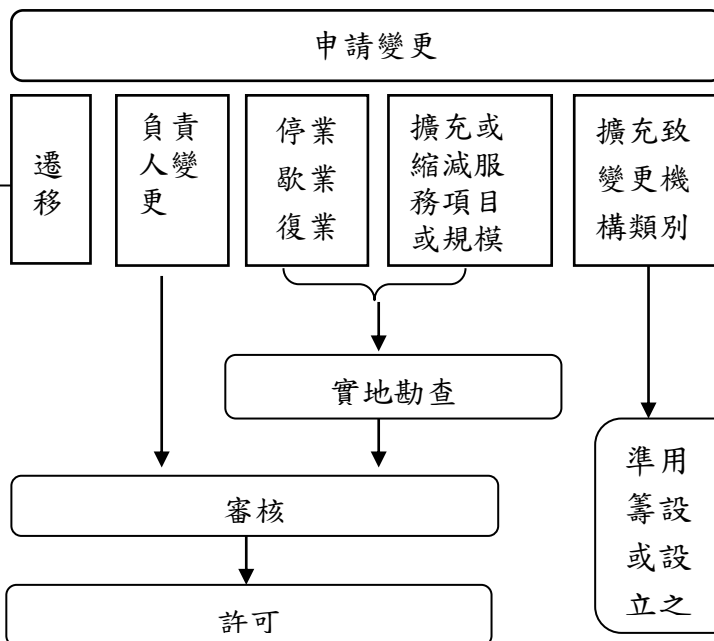 申請變更
遷
移
負責
人變
更
停業
歇業
復業
擴充或
縮減服
務項目
或規模
擴充致
變更機
構類別
實地勘查
準用
籌設
或設
立之
審核
許可